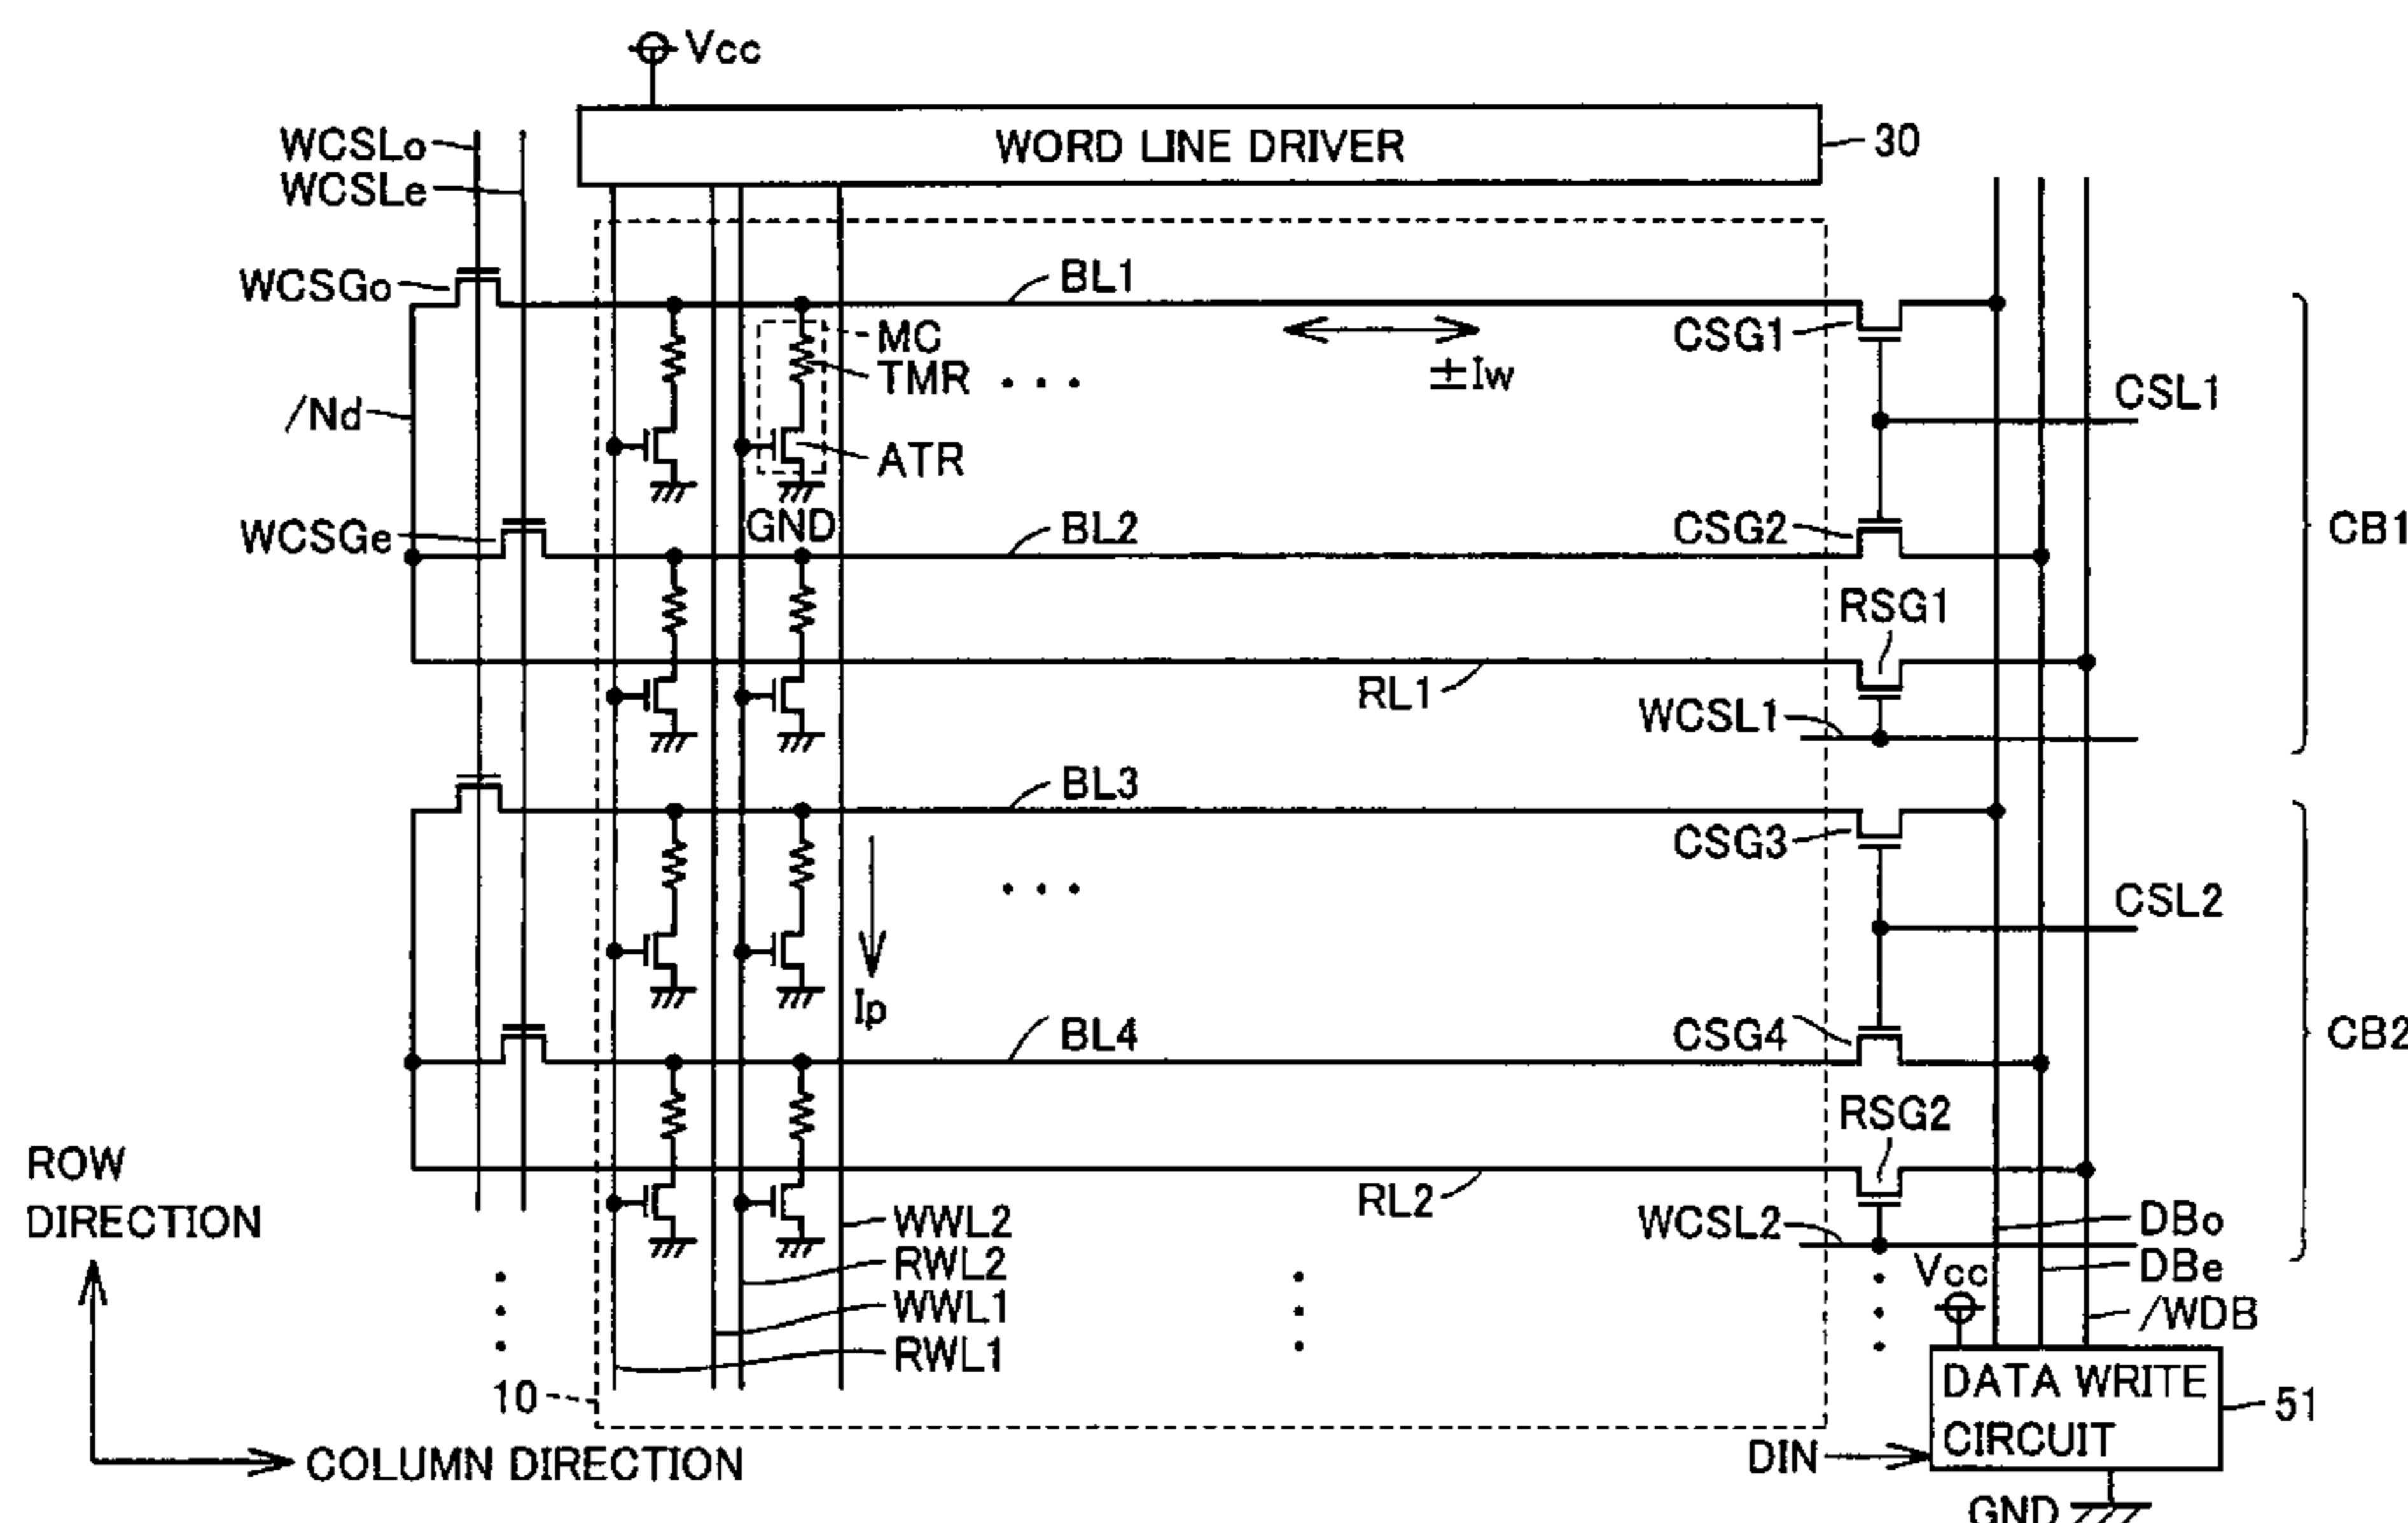 Vcc
WORD LINE DRIVER
30
WCSLo
WCSLe
WCSGo
BL1
MC
TMR
±Iw
CSG1
CSL1
/Nd
ATR
GND
WCSGe
BL2
CSG2
CB1
RSG1
RL1
WCSL1
BL3
CSG3
CSL2
Ip
BL4
CSG4
CB2
RSG2
ROW
DIRECTION
RL2
WCSL2
WWL2
RWL2
WWL1
RWL1
DBo
DBe
/WDB
Vcc
10
DATA WRITE
CIRCUIT
51
DIN
COLUMN DIRECTION
GND